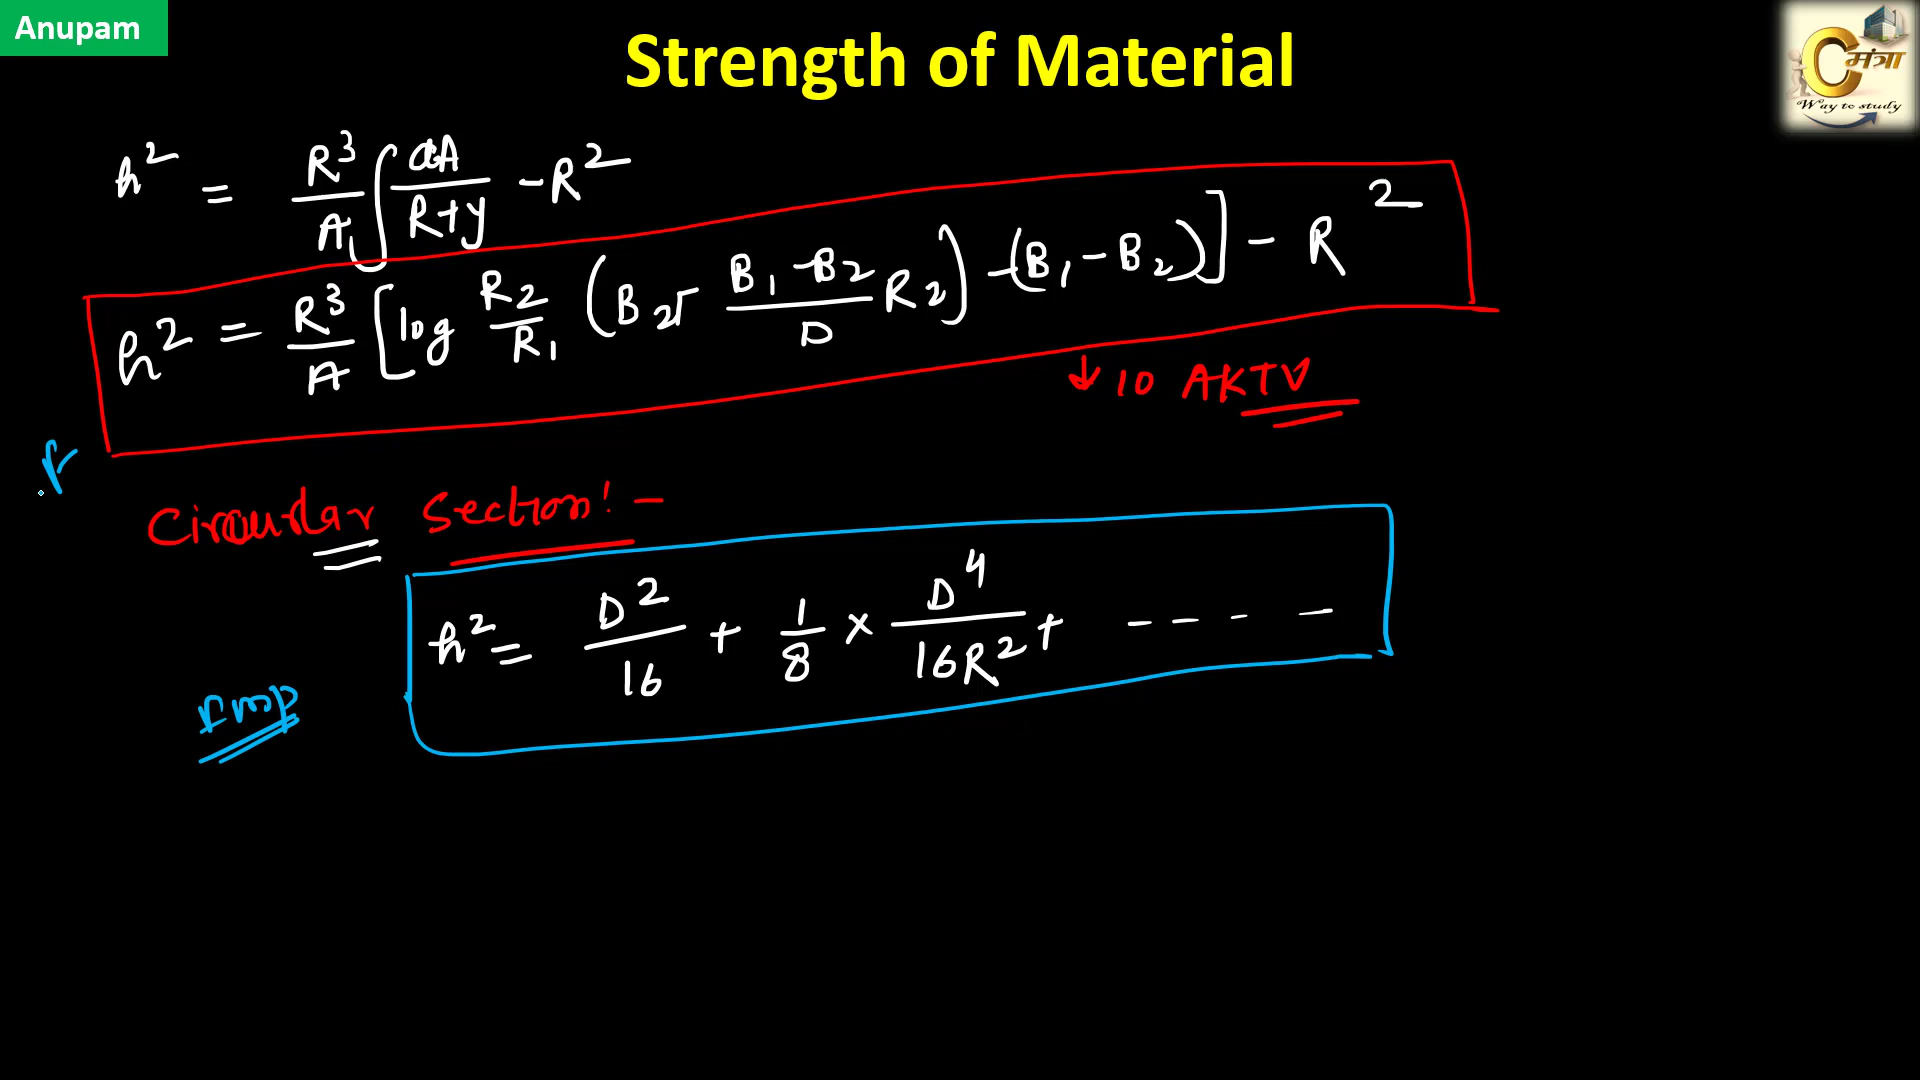 Anupam
Strength of Material
C मंत्रा
Way to study
h² = R³/A₁ ∫ dA/R+y - R²
h² = R³/A [log R₂/R₁ (B₂ + B₁-B₂/D R₂) - (B₁-B₂)] - R²
↓ 10 AKTU
Circular Section:-
h² = D²/16 + 1/8 × D⁴/16R² + - - - - -
Imp